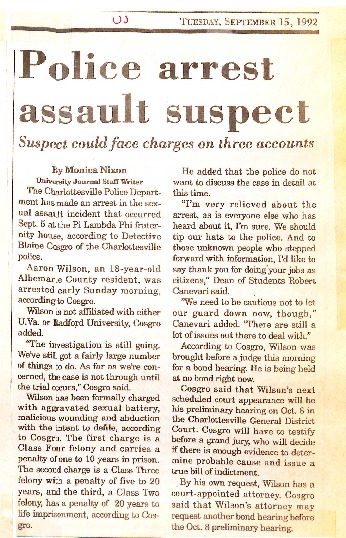 UJ
TUESDAY, SEPTEMBER 15, 1992
Police arrest
assault suspect
Suspect could face charges on three accounts
By Monica Nixon
University Journal Staff Writer
The Charlottesville Police Depart-
ment has made an arrest in the sex-
ual assault incident that occurred
Sept. 5 at the Pi Lambda Phi frater-
nity house, according to Detective
Blaine Cosgro of the Charlottesville
police.
Aaron Wilson, an 18-year-old
Albemarle County resident, was
arrested early Sunday morning,
according to Cosgro.
Wilson is not affiliated with either
U.Va. or Radford University, Cosgro
added.
"The investigation is still going.
We've still got a fairly large number
of things to do. As far as we're con-
cerned, the case is not through until
the trial occurs," Cosgro said.
Wilson has been formally charged
with aggravated sexual battery,
malicious wounding and abduction
with the intent to defile, according
to Cosgro. The first charge is a
Class Four felony and carries a
penalty of one to 10 years in prison.
The second charge is a Class Three
felony with a penalty of five to 20
years, and the third, a Class Two
felony, has a penalty of 20 years to
life imprisonment, according to Cos-
gro.
He added that the police do not
want to discuss the case in detail at
this time.
"I'm very relieved about the
arrest, as is everyone else who has
heard about it, I'm sure. We should
tip our hats to the police. And to
those unknown people who stepped
forward with information, I'd like to
say thank you for doing your jobs as
citizens," Dean of Students Robert
Canevari said.
"We need to be cautious not to let
our guard down now, though,"
Canevari added. "There are still a
lot of issues out there to deal with."
According to Cosgro, Wilson was
brought before a judge this morning
for a bond hearing. He is being held
at no bond right now.
Cosgro said that Wilson's next
scheduled court appearance will be
his preliminary hearing on Oct. 8 in
the Charlottesville General District
Court. Cosgro will have to testify
before a grand jury, who will decide
if there is enough evidence to deter-
mine probable cause and issue a
true bill of indictment.
By his own request, Wilson has a
court-appointed attorney. Cosgro
said that Wilson's attorney may
request another bond hearing before
the Oct. 8 preliminary hearing.